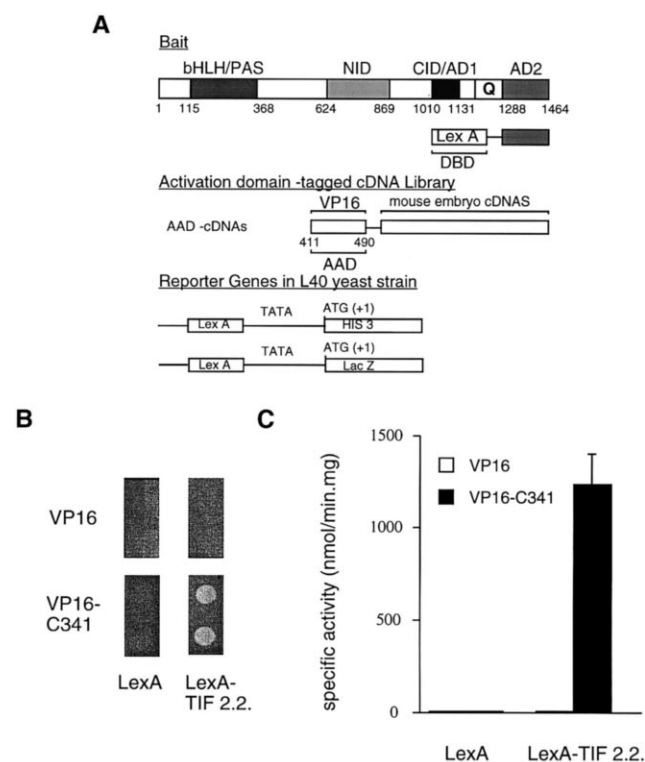 A
Bait
bHLH/PAS NID CID/AD1 AD2
Q
1 115 368 624 869 1010 1131 1288 1464
Lex A
DBD
Activation domain -tagged cDNA Library
VP16 mouse embryo cDNAS
AAD -cDNAs
411 490
AAD
Reporter Genes in L40 yeast strain
TATA ATG (+1)
Lex A HIS 3
TATA ATG (+1)
Lex A Lac Z
B
VP16
VP16-
C341
LexA LexA-
TIF 2.2.
C
specific activity (nmol/min.mg)
1500
1000
500
0
VP16
VP16-C341
LexA LexA-TIF 2.2.